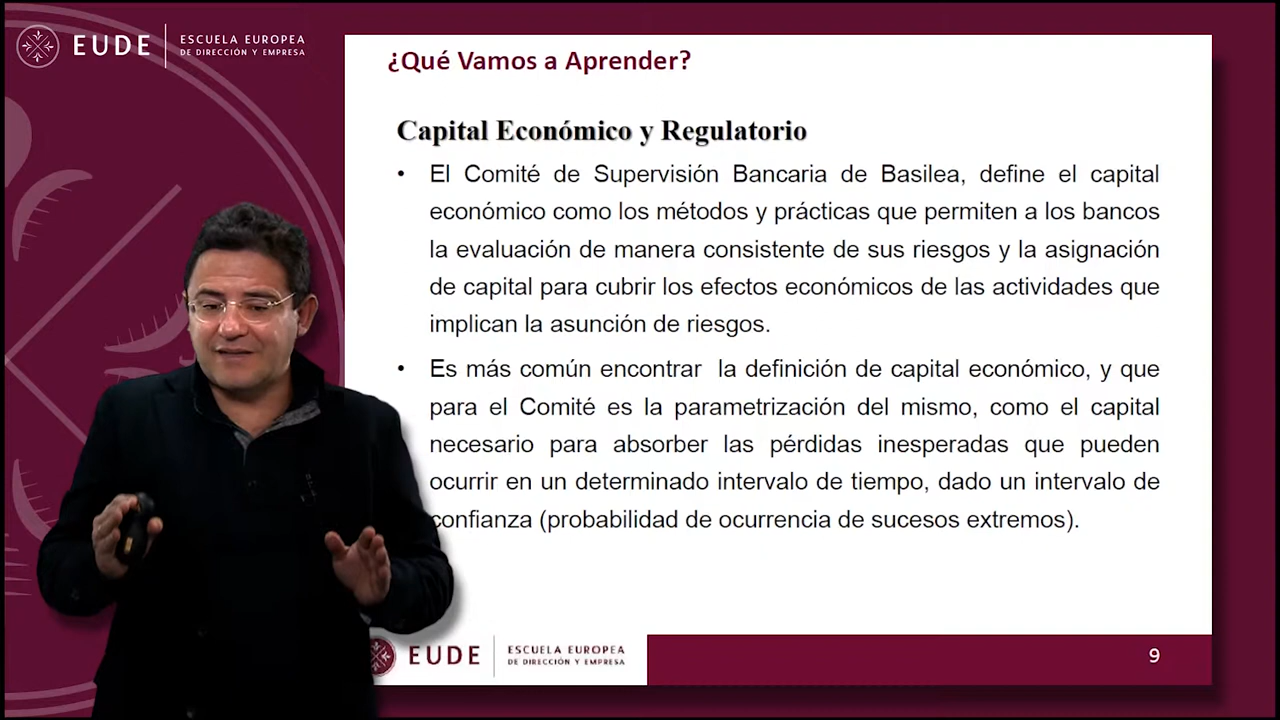 EUDE
ESCUELA EUROPEA
DE DIRECCIÓN Y EMPRESA
¿Qué Vamos a Aprender?
Capital Económico y Regulatorio
• El Comité de Supervisión Bancaria de Basilea, define el capital
económico como los métodos y prácticas que permiten a los bancos
la evaluación de manera consistente de sus riesgos y la asignación
de capital para cubrir los efectos económicos de las actividades que
implican la asunción de riesgos.
• Es más común encontrar la definición de capital económico, y que
para el Comité es la parametrización del mismo, como el capital
necesario para absorber las pérdidas inesperadas que pueden
ocurrir en un determinado intervalo de tiempo, dado un intervalo de
confianza (probabilidad de ocurrencia de sucesos extremos).
EUDE
ESCUELA EUROPEA
DE DIRECCIÓN Y EMPRESA
9